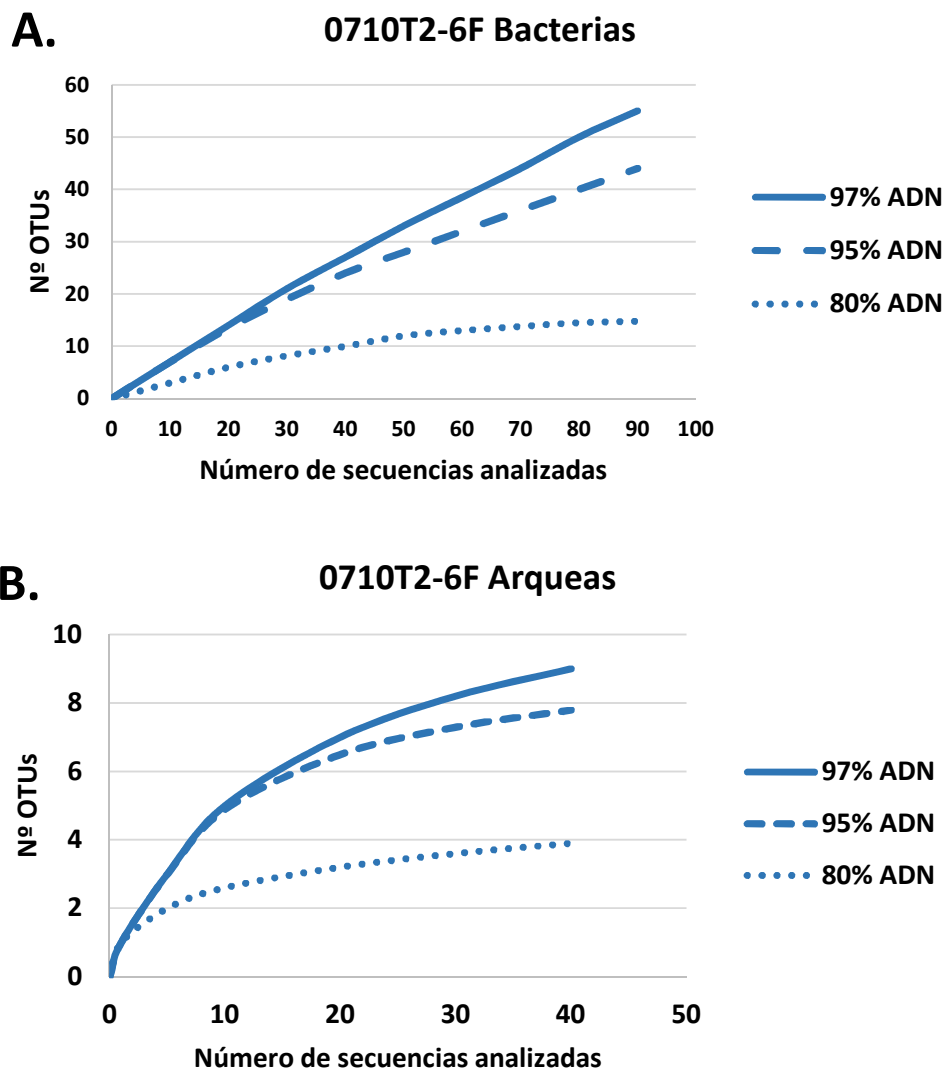 A.
0710T2-6F Bacterias
60
50
40
30
20
10
0
Nº OTUs
0 10 20 30 40 50 60 70 80 90 100
Número de secuencias analizadas
97% ADN
95% ADN
80% ADN
B.
0710T2-6F Arqueas
10
8
6
4
2
0
Nº OTUs
0 10 20 30 40 50
Número de secuencias analizadas
97% ADN
95% ADN
80% ADN